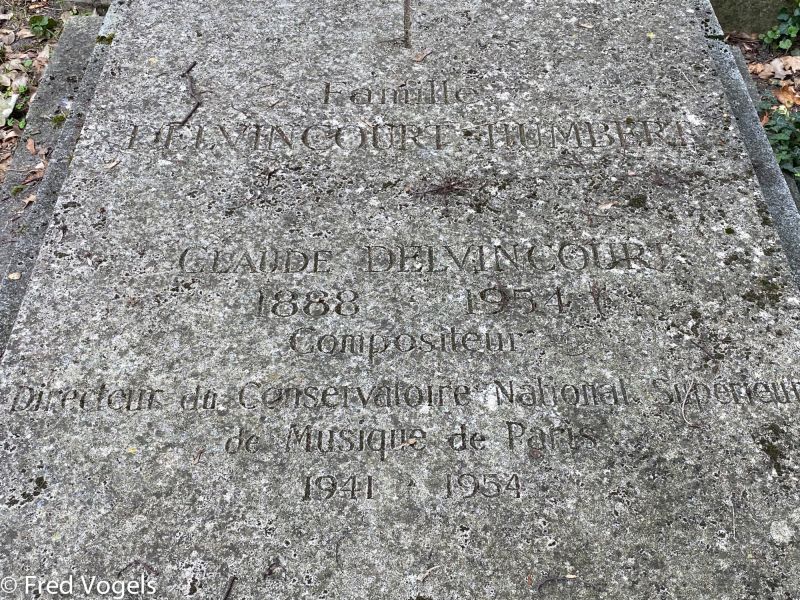 Famille
DELVINCOURT-HUMBERT
CLAUDE DELVINCOURT
1888 1954
Compositeur
Directeur du Conservatoire National Supérieur
de Musique de Paris
1941 - 1954
© Fred Vogels